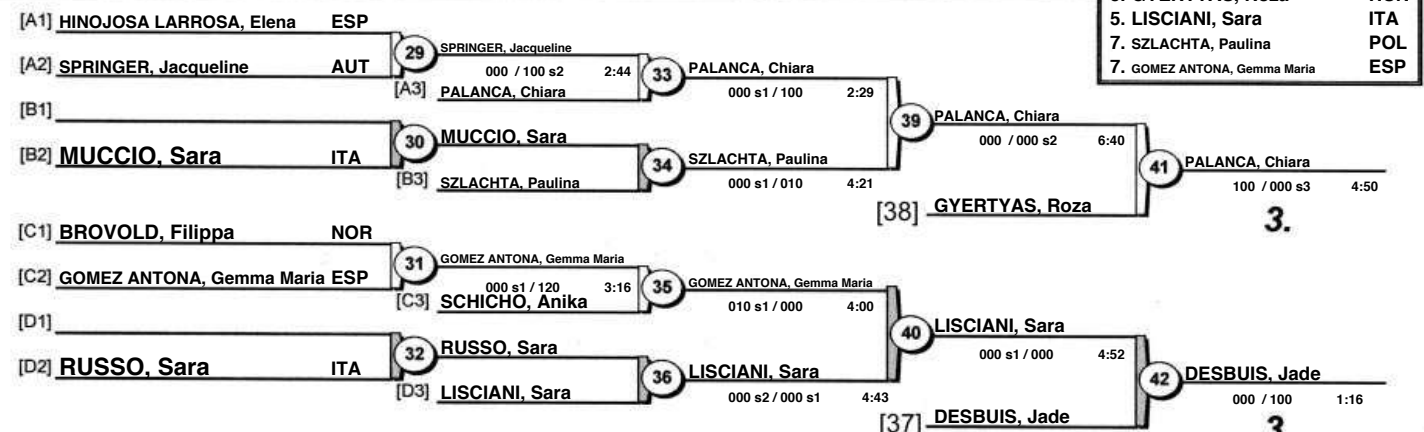 5. LISCIANI, Sara ITA
7. SZLACHTA, Paulina POL
7. GOMEZ ANTONA, Gemma Maria ESP
[A1] HINOJOSA LARROSA, Elena ESP
[A2] SPRINGER, Jacqueline AUT
29 SPRINGER, Jacqueline
000 / 100 s2 2:44
[A3] PALANCA, Chiara
33 PALANCA, Chiara
000 s1 / 100 2:29
[B1]
[B2] MUCCIO, Sara ITA
30 MUCCIO, Sara
[B3] SZLACHTA, Paulina
34 SZLACHTA, Paulina
000 s1 / 010 4:21
39 PALANCA, Chiara
000 / 000 s2 6:40
[38] GYERTYAS, Roza
41 PALANCA, Chiara
100 / 000 s3 4:50
3.
[C1] BROVOLD, Filippa NOR
[C2] GOMEZ ANTONA, Gemma Maria ESP
31 GOMEZ ANTONA, Gemma Maria
000 s1 / 120 3:16
[C3] SCHICHO, Anika
35 GOMEZ ANTONA, Gemma Maria
010 s1 / 000 4:00
[D1]
[D2] RUSSO, Sara ITA
32 RUSSO, Sara
[D3] LISCIANI, Sara
36 LISCIANI, Sara
000 s2 / 000 s1 4:43
40 LISCIANI, Sara
000 s1 / 000 4:52
[37] DESBUIS, Jade
42 DESBUIS, Jade
000 / 100 1:16
3.